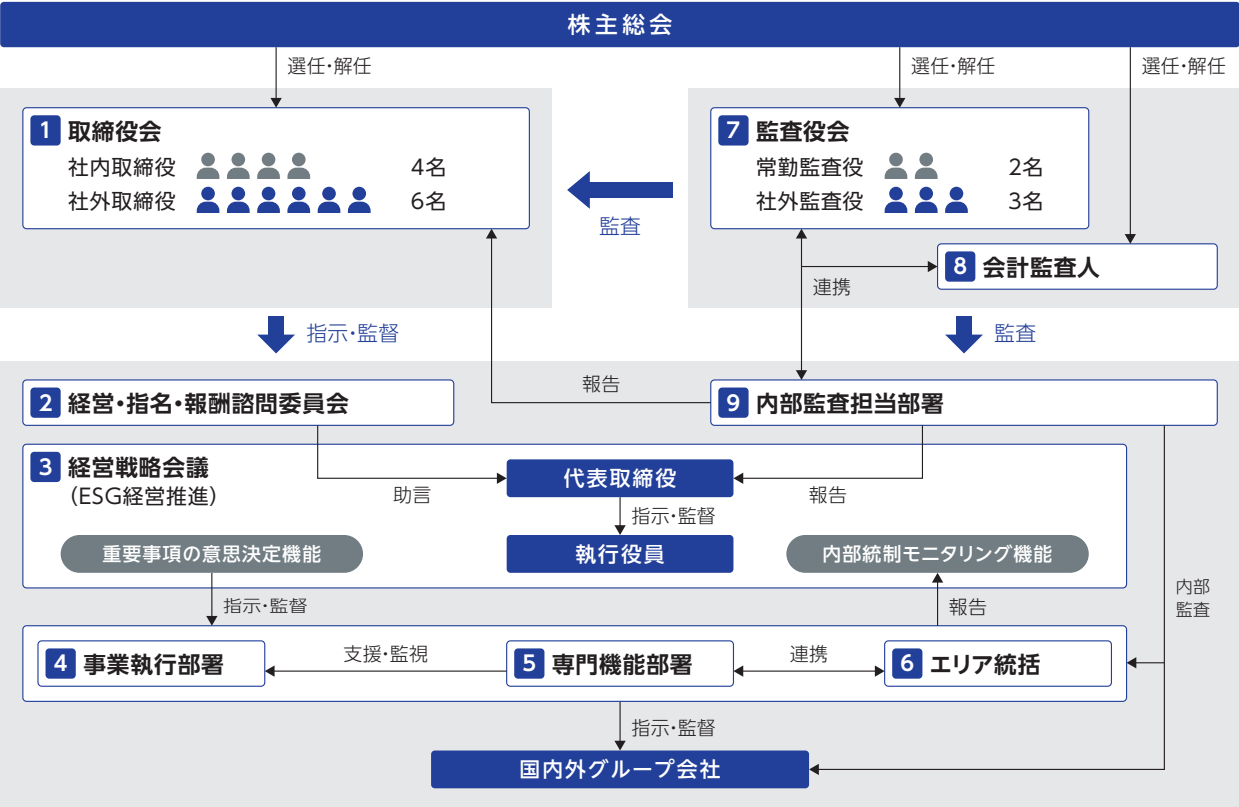 株主総会
選任・解任
選任・解任
選任・解任
1 取締役会
社内取締役 4名
社外取締役 6名
監査
7 監査役会
常勤監査役 2名
社外監査役 3名
8 会計監査人
連携
指示・監督
監査
報告
2 経営・指名・報酬諮問委員会
9 内部監査担当部署
3 経営戦略会議
（ESG経営推進）
代表取締役
助言
報告
指示・監督
執行役員
重要事項の意思決定機能
内部統制モニタリング機能
指示・監督
報告
内部
監査
4 事業執行部署
支援・監視
5 専門機能部署
連携
6 エリア統括
指示・監督
国内外グループ会社